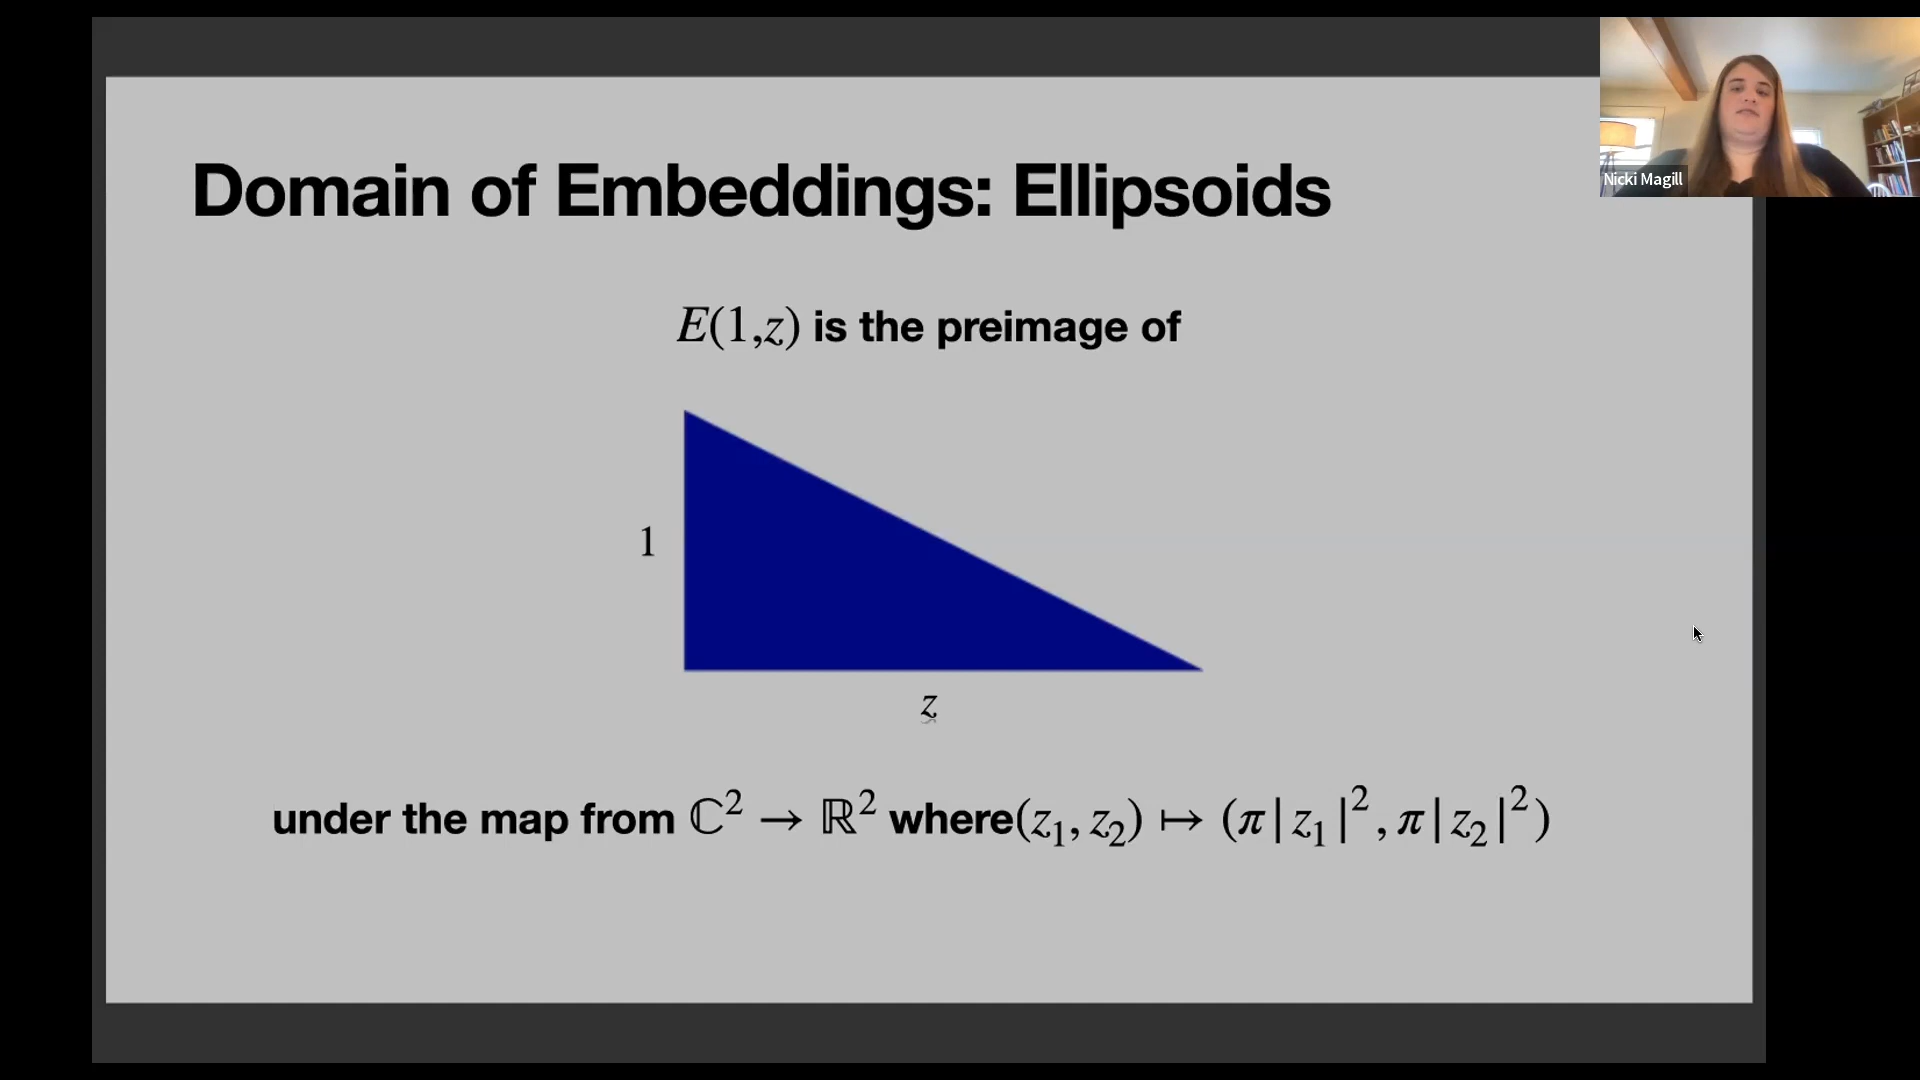 Nicki Magill
Domain of Embeddings: Ellipsoids
E(1,z) is the preimage of
1
z
under the map from ℂ² → ℝ² where(z₁, z₂) ↦ (π|z₁|², π|z₂|²)